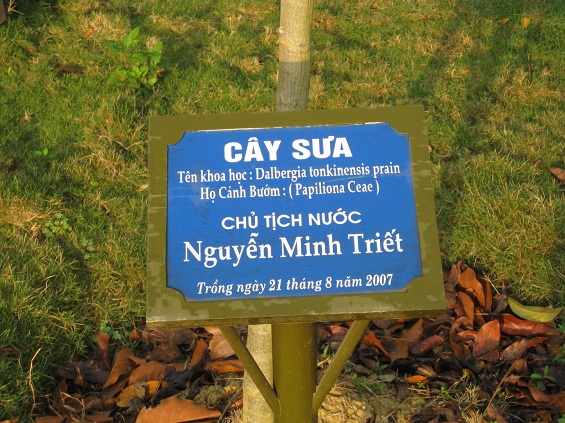 CÂY SƯA
Tên khoa học : Dalbergia tonkinensis prain
Họ Cánh Bướm : ( Papiliona Ceae )
CHỦ TỊCH NƯỚC
Nguyễn Minh Triết
Trồng ngày 21 tháng 8 năm 2007